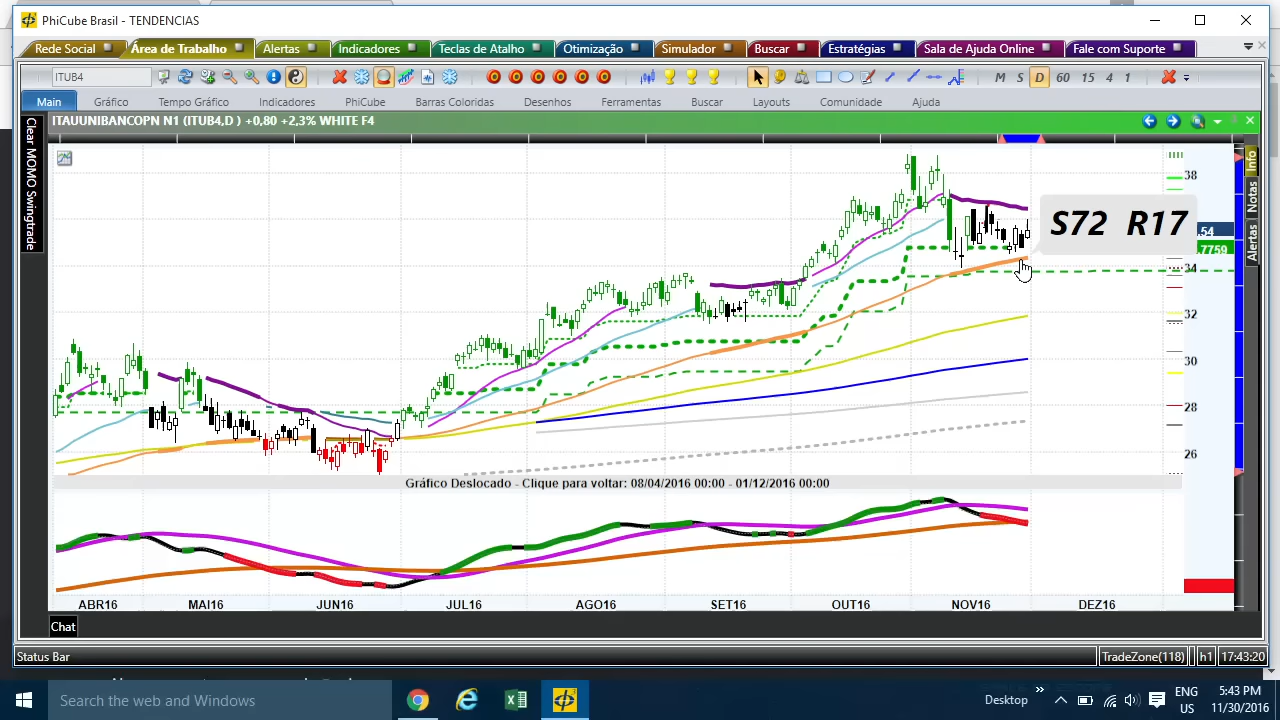 PhiCube Brasil - TENDENCIAS
Rede Social Área de Trabalho Alertas Indicadores Teclas de Atalho Otimização Simulador Buscar Estratégias Sala de Ajuda Online Fale com Suporte
ITUB4 M S D 60 15 4 1
Main Gráfico Tempo Gráfico Indicadores PhiCube Barras Coloridas Desenhos Ferramentas Buscar Layouts Comunidade Ajuda
ITAUUNIBANCOPN N1 (ITUB4,D ) +0,80 +2,3% WHITE F4
Clear MOMO Swingtrade
Info
Notas
Alertas
38
S72 R17
.54
7759
34
32
30
28
26
Gráfico Deslocado - Clique para voltar: 08/04/2016 00:00 - 01/12/2016 00:00
ABR16 MAI16 JUN16 JUL16 AGO16 SET16 OUT16 NOV16 DEZ16
Chat
Status Bar TradeZone(118) h1 17:43:20
Search the web and Windows
Desktop
ENG
US
5:43 PM
11/30/2016